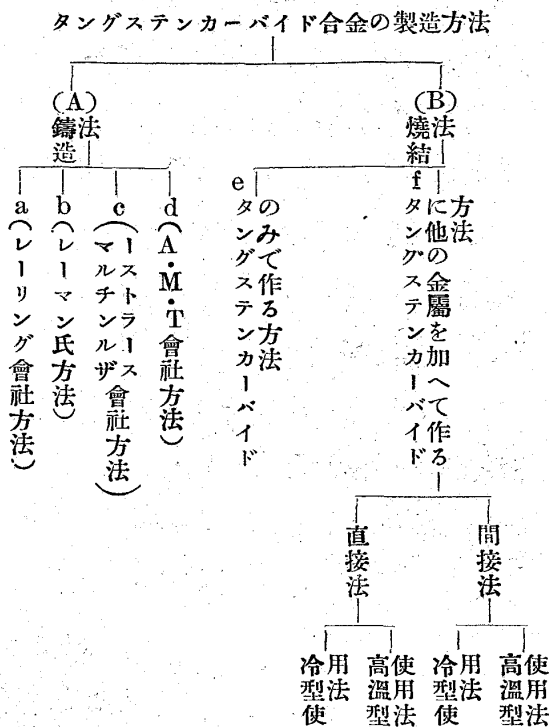 タングステンカーバイド合金の製造方法
(A)
鑄造
法
(B)
燒結
法
a(レーリング會社方法)
b(レーマン氏方法)
c(マルチンルザ
ーストラース會社方法)
d(A・M・T會社方法)
e
タングステンカーバイド
のみで作る方法
f
タングステンカーバイド
に他の金屬を加へて作る
方法
直接法
間接法
冷型使
用法
高溫型
使用法
冷型使
用法
高溫型
使用法